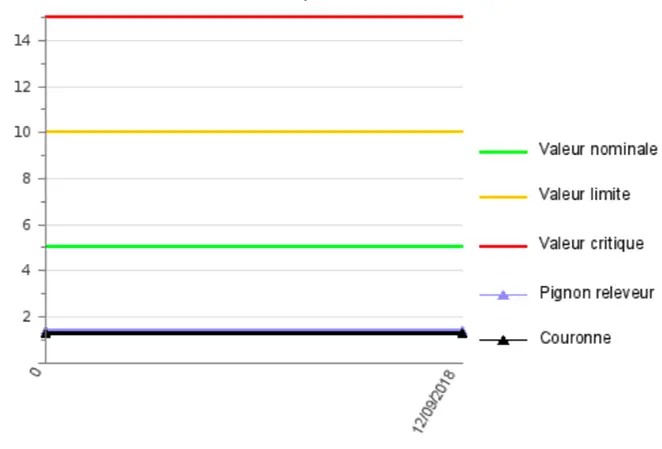 14
12
10
8
6
4
2
0
12/09/2018
Valeur nominale
Valeur limite
Valeur critique
Pignon releveur
Couronne